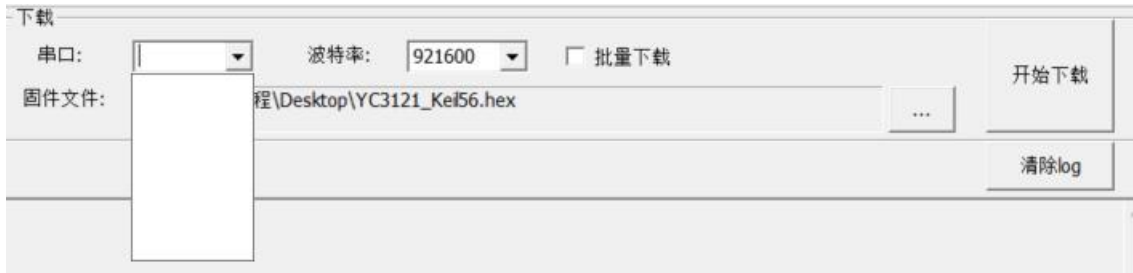 下载
串口:
波特率: 921600 批量下载
开始下载
固件文件: 程\Desktop\YC3121_Keil56.hex ...
清除log